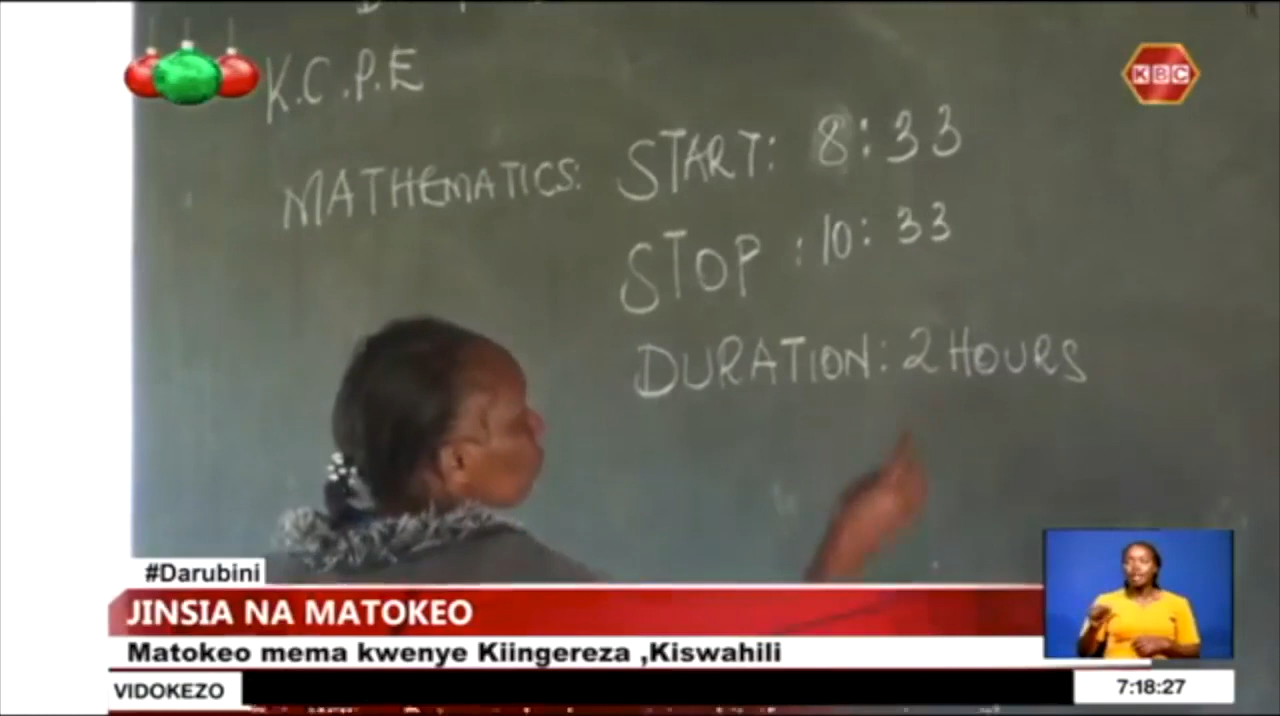 K.C.P.E
KBC
MATHEMATICS: START: 8:33
STOP :10: 33
DURATION: 2 HOURS
#Darubini
JINSIA NA MATOKEO
Matokeo mema kwenye Kiingereza ,Kiswahili
VIDOKEZO
7:18:27